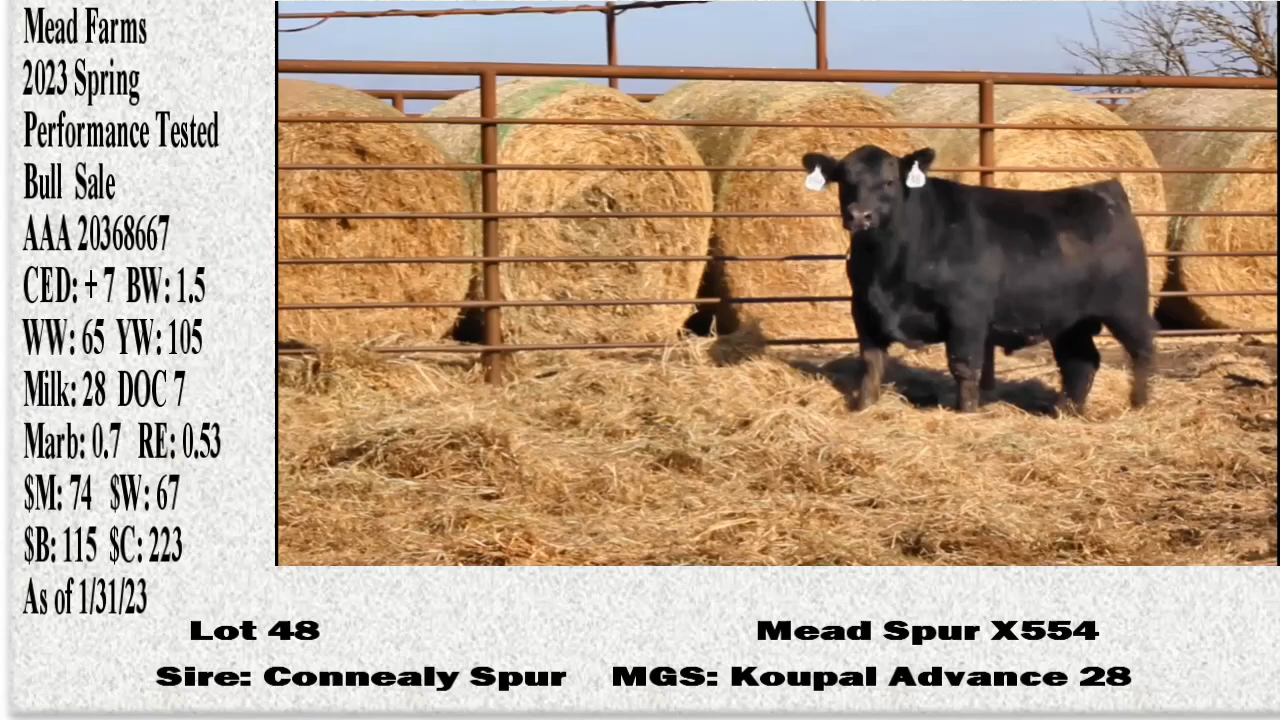 Mead Farms
2023 Spring
Performance Tested
Bull Sale
AAA 20368667
CED: + 7 BW: 1.5
WW: 65 YW: 105
Milk: 28 DOC 7
Marb: 0.7 RE: 0.53
$M: 74 $W: 67
$B: 115 $C: 223
As of 1/31/23
Lot 48 Mead Spur X554
Sire: Connealy Spur MGS: Koupal Advance 28